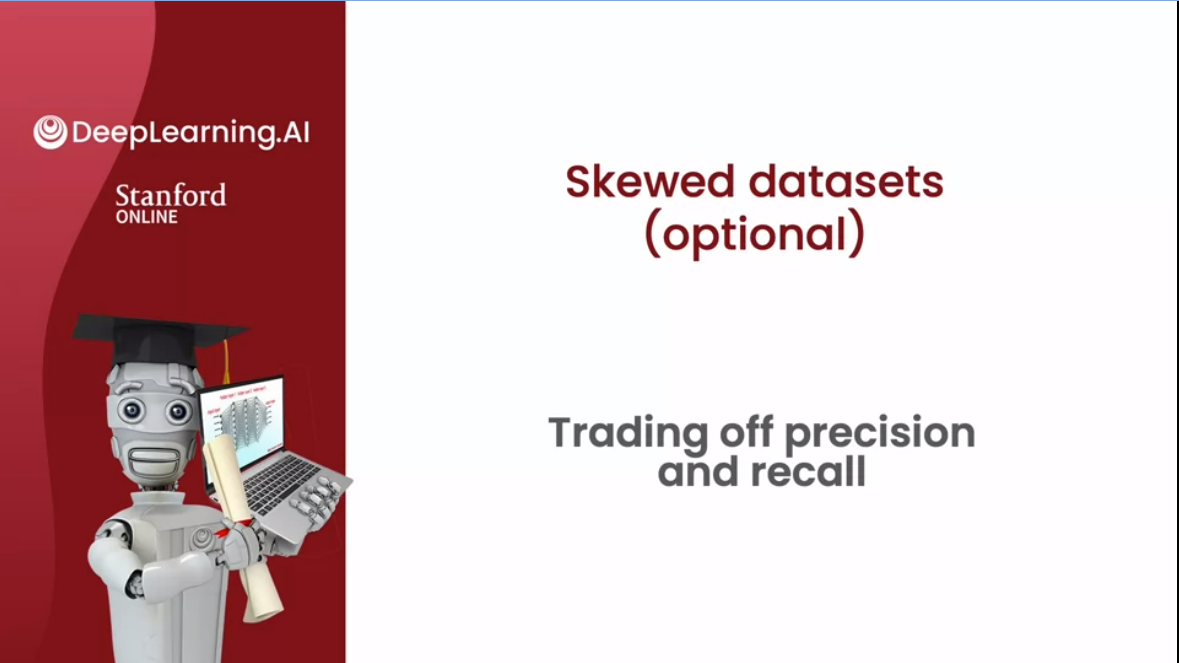 DeepLearning.AI
Stanford
ONLINE
Skewed datasets
(optional)
Trading off precision
and recall